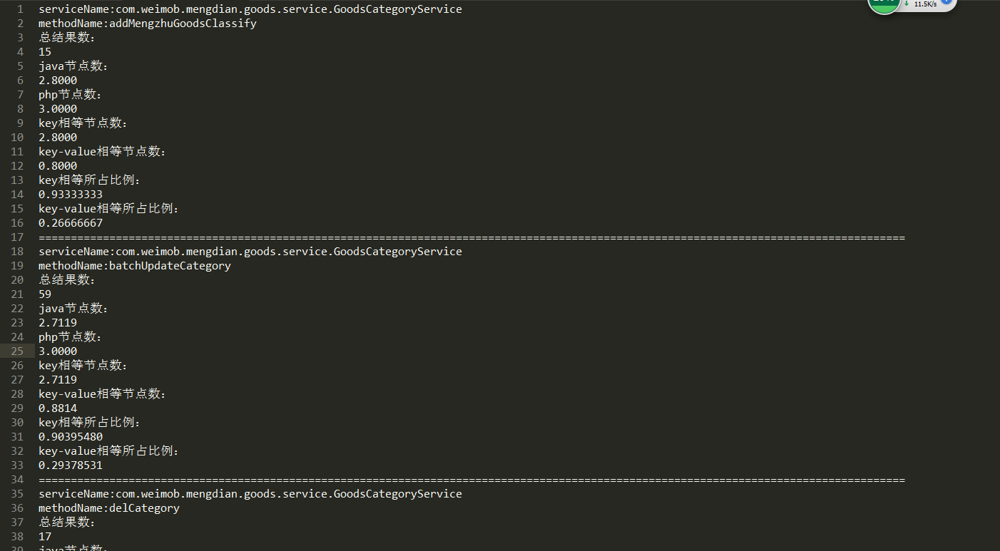 11.5K/s
1 serviceName:com.weimob.mengdian.goods.service.GoodsCategoryService
2 methodName:addMengzhuGoodsClassify
3 总结果数:
4 15
5 java节点数:
6 2.8000
7 php节点数:
8 3.0000
9 key相等节点数:
10 2.8000
11 key-value相等节点数:
12 0.8000
13 key相等所占比例:
14 0.93333333
15 key-value相等所占比例:
16 0.26666667
17 =======================================================================================================================================
18 serviceName:com.weimob.mengdian.goods.service.GoodsCategoryService
19 methodName:batchUpdateCategory
20 总结果数:
21 59
22 java节点数:
23 2.7119
24 php节点数:
25 3.0000
26 key相等节点数:
27 2.7119
28 key-value相等节点数:
29 0.8814
30 key相等所占比例:
31 0.90395480
32 key-value相等所占比例:
33 0.29378531
34 =======================================================================================================================================
35 serviceName:com.weimob.mengdian.goods.service.GoodsCategoryService
36 methodName:delCategory
37 总结果数:
38 17
39 java节点数: